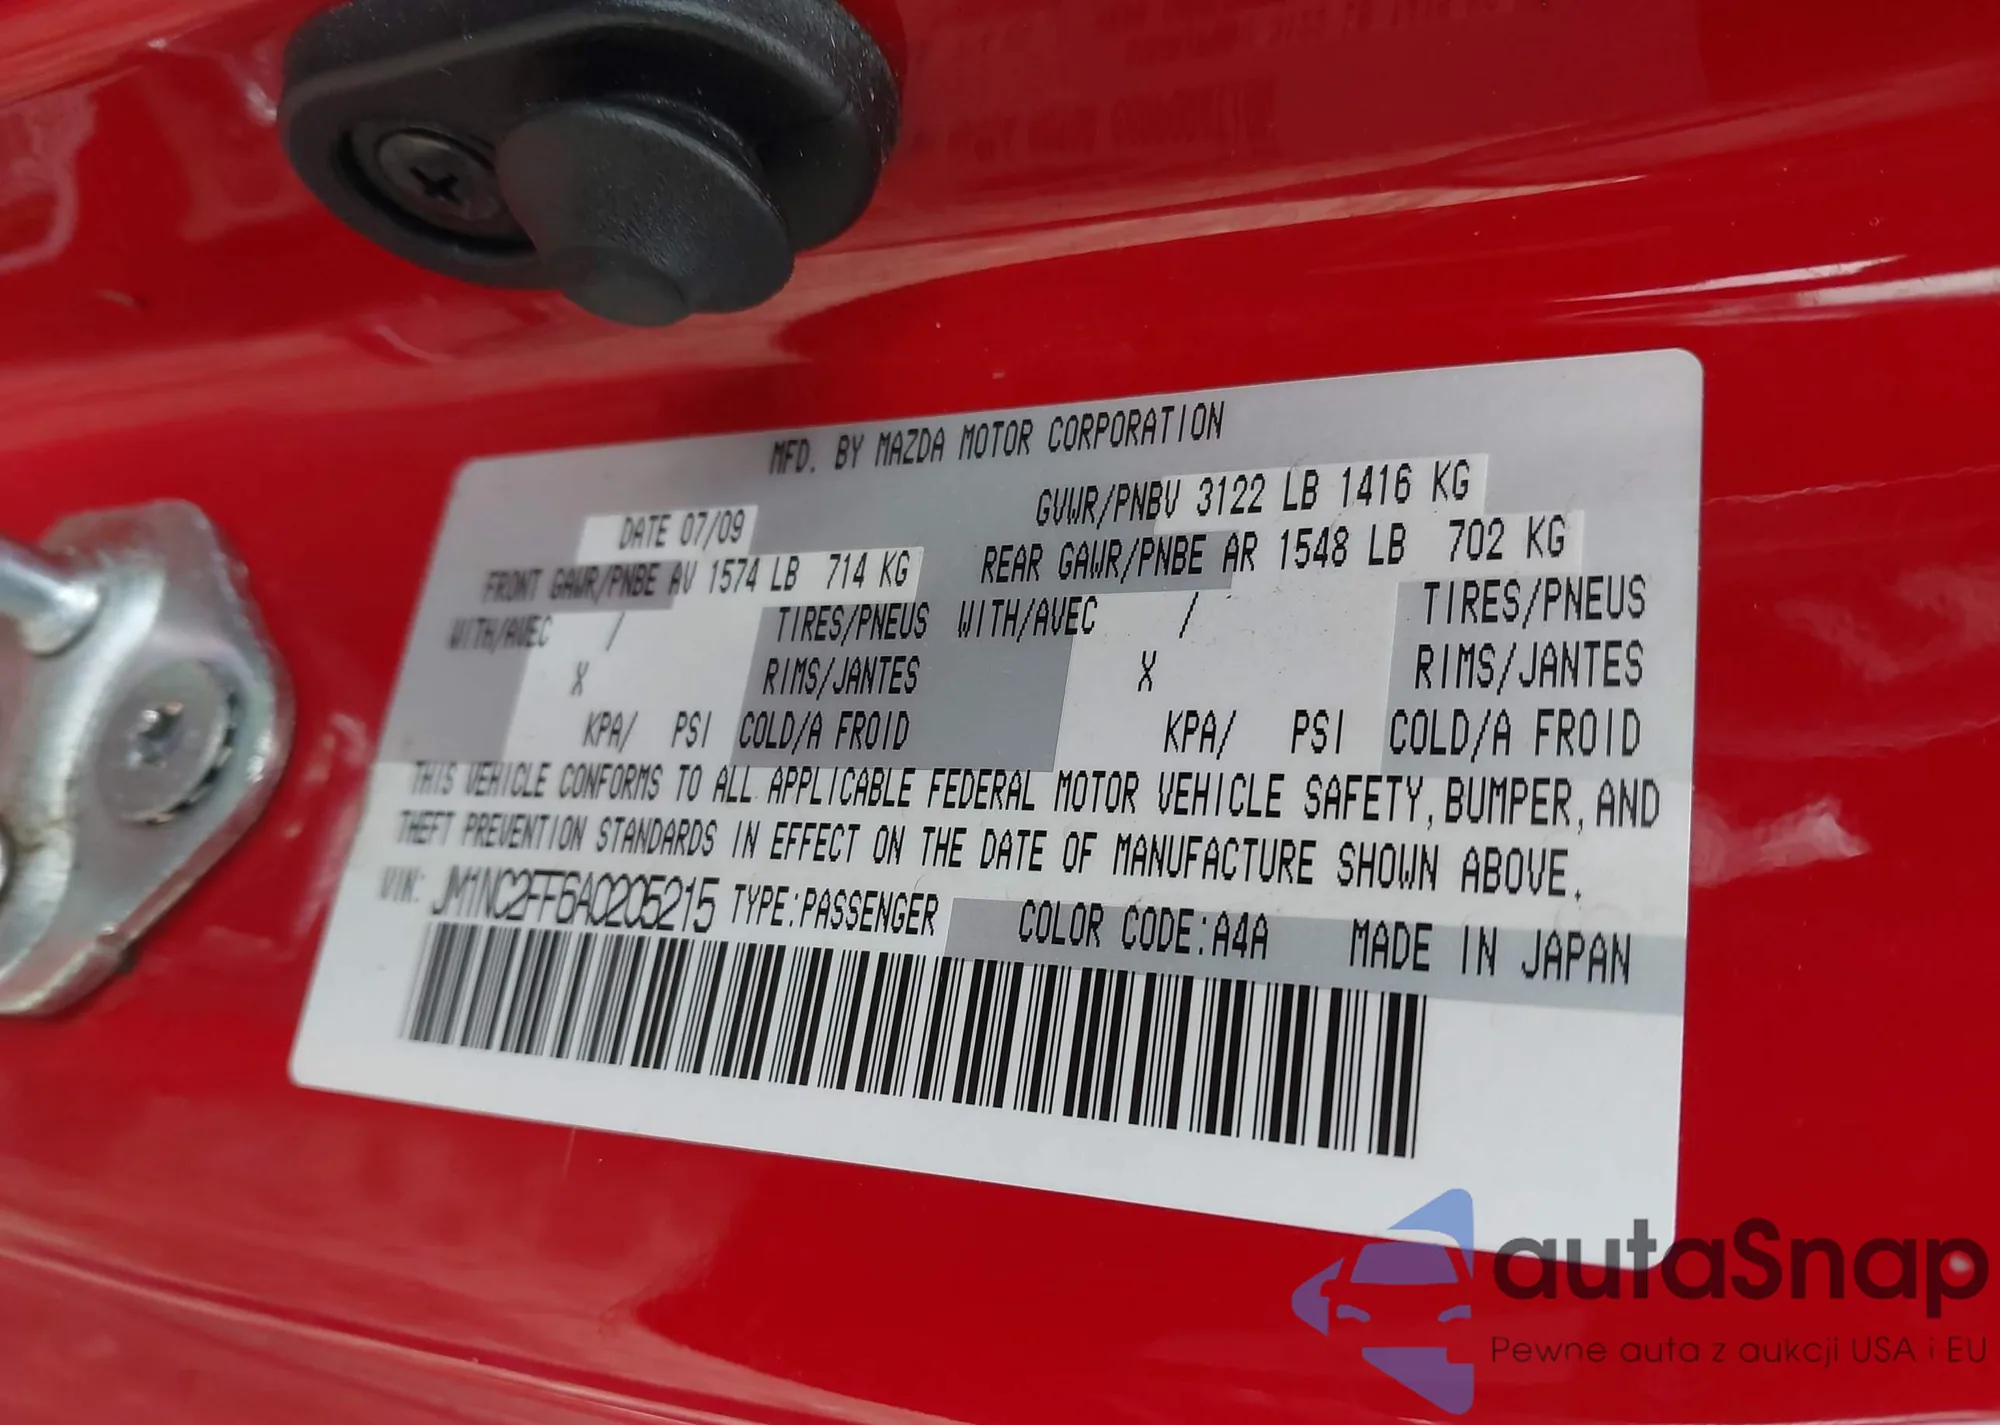 MFD. BY MAZDA MOTOR CORPORATION
DATE 07/09 GVWR/PNBV 3122 LB 1416 KG
FRONT GAWR/PNBE AV 1574 LB 714 KG REAR GAWR/PNBE AR 1548 LB 702 KG
WITH/AVEC / TIRES/PNEUS WITH/AVEC / TIRES/PNEUS
X RIMS/JANTES X RIMS/JANTES
KPA/ PSI COLD/A FROID KPA/ PSI COLD/A FROID
THIS VEHICLE CONFORMS TO ALL APPLICABLE FEDERAL MOTOR VEHICLE SAFETY, BUMPER, AND
THEFT PREVENTION STANDARDS IN EFFECT ON THE DATE OF MANUFACTURE SHOWN ABOVE.
VIN: JM1NC2FF6A0205215 TYPE:PASSENGER COLOR CODE:A4A MADE IN JAPAN
autaSnap
Pewne auta z aukcji USA i EU